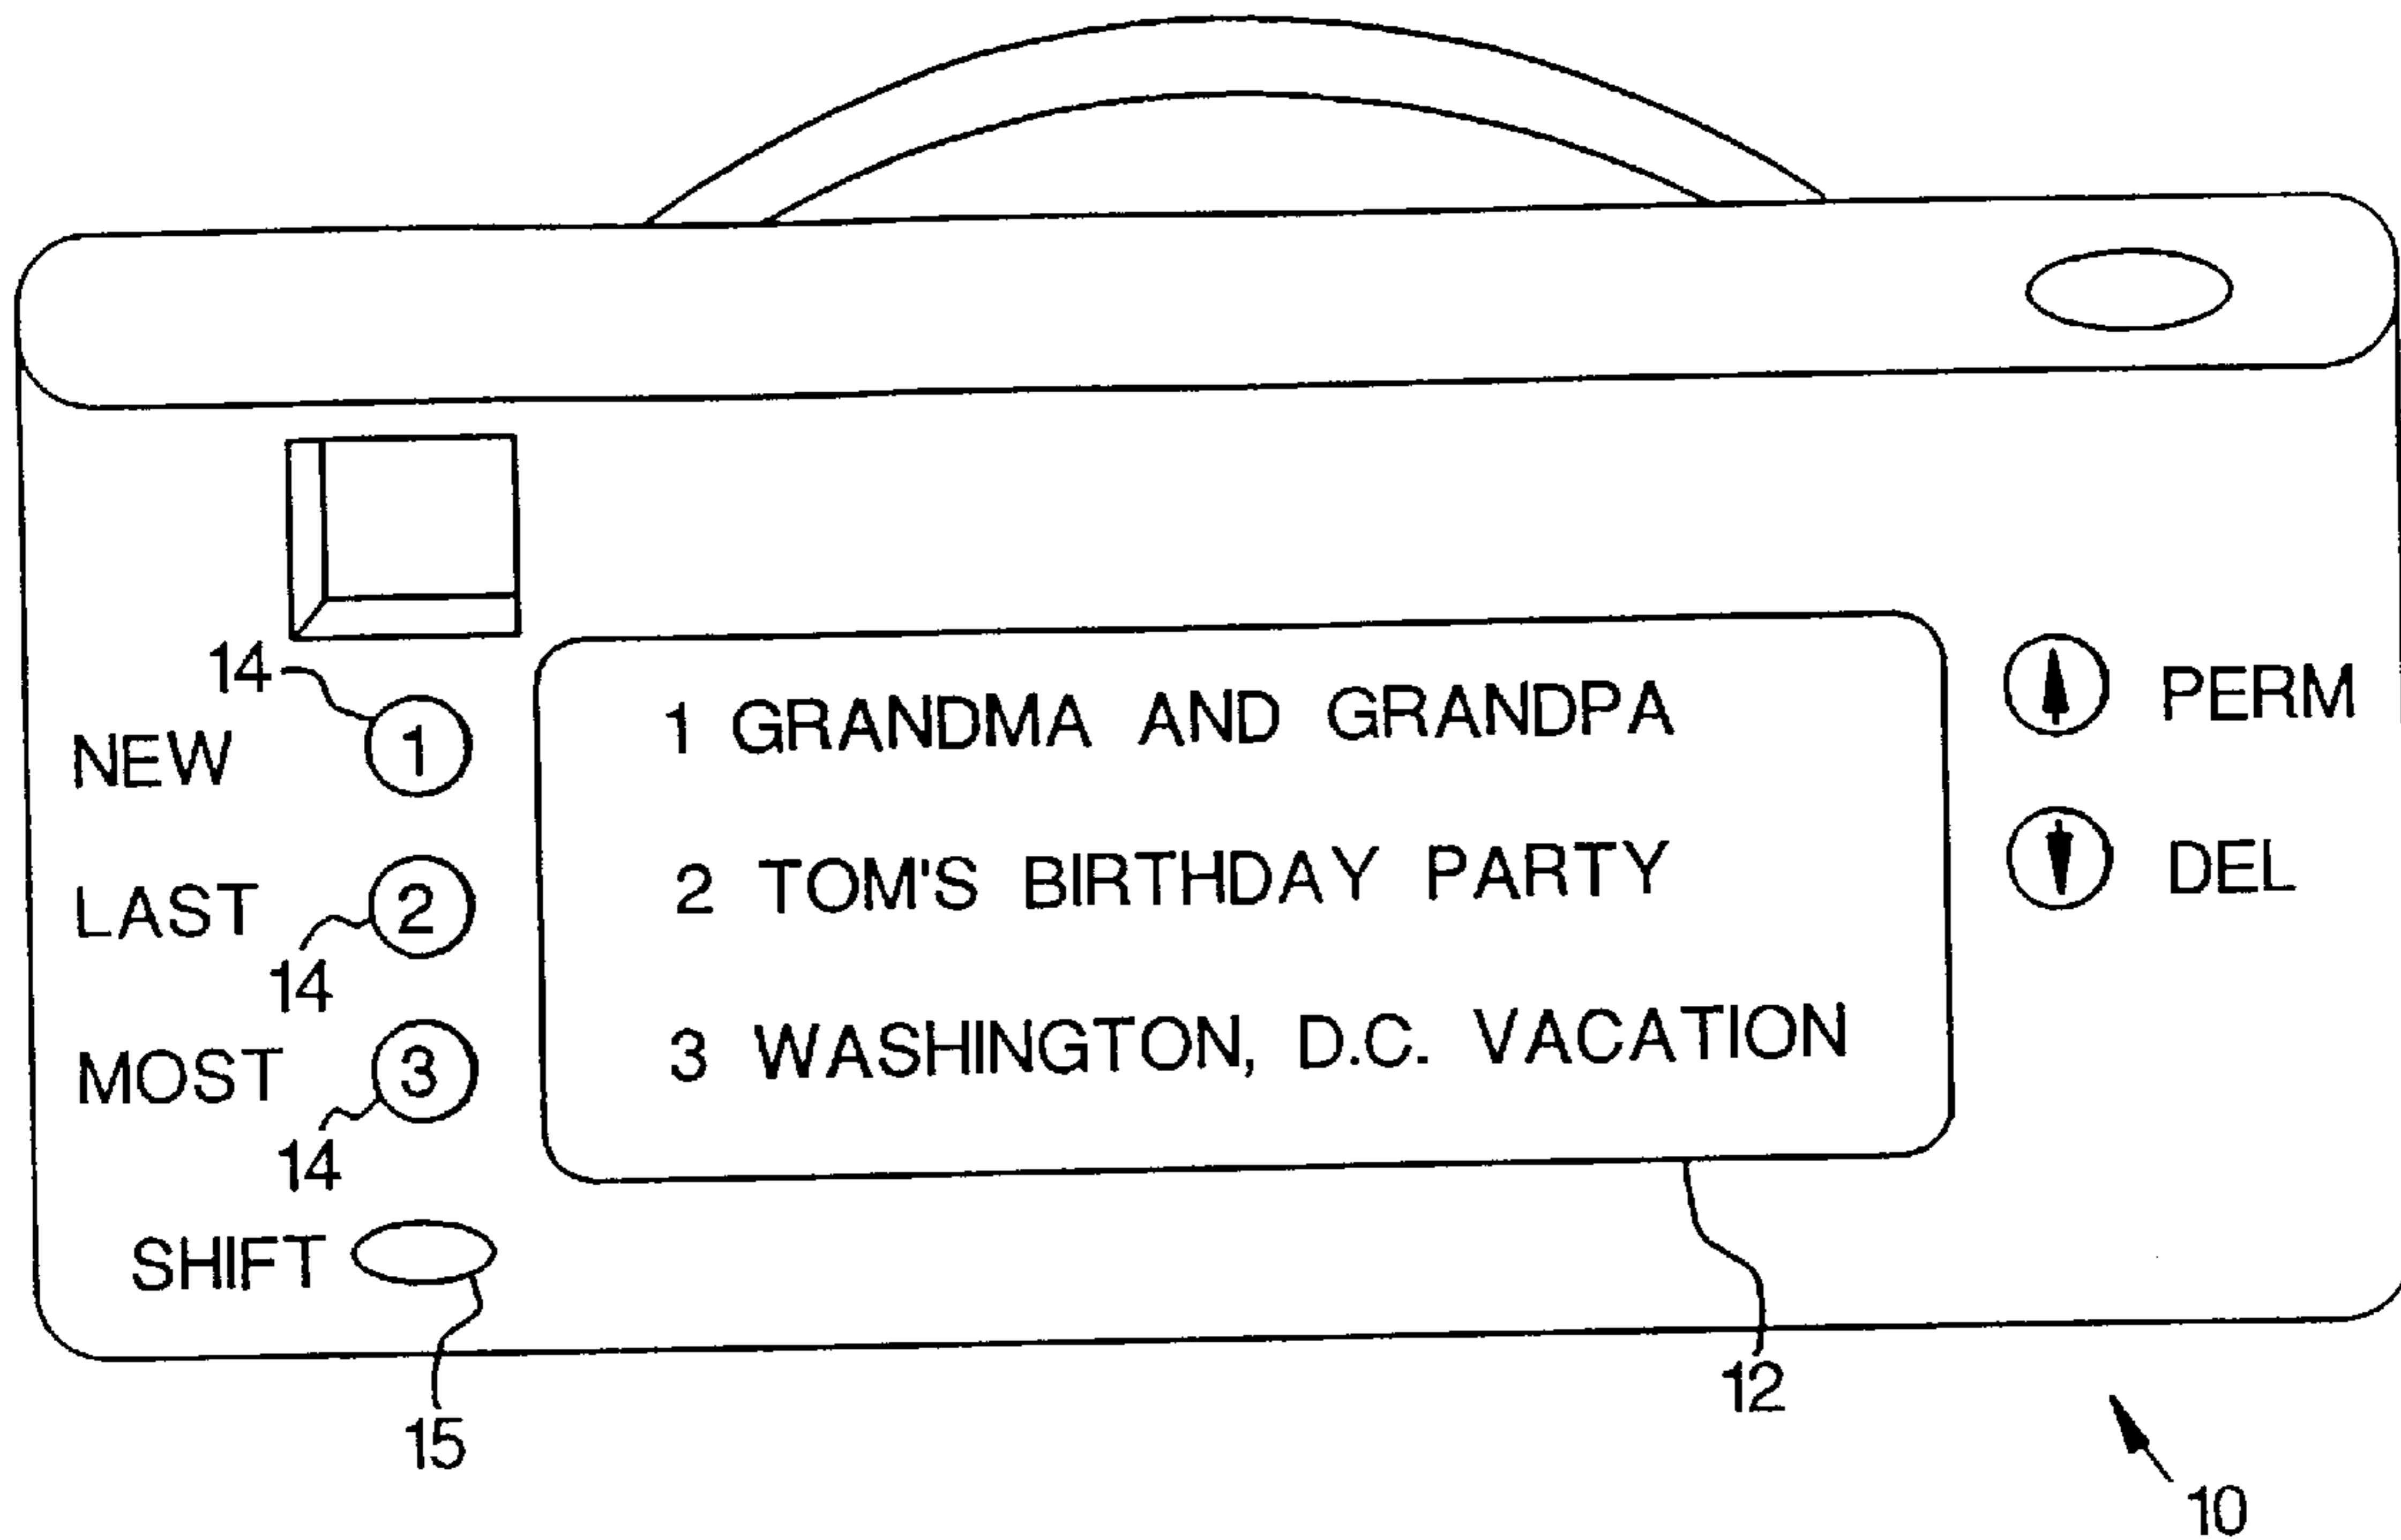 14
NEW 1
1 GRANDMA AND GRANDPA
PERM
LAST 2
14
2 TOM'S BIRTHDAY PARTY
DEL
MOST 3
14
3 WASHINGTON, D.C. VACATION
SHIFT
15
12
10